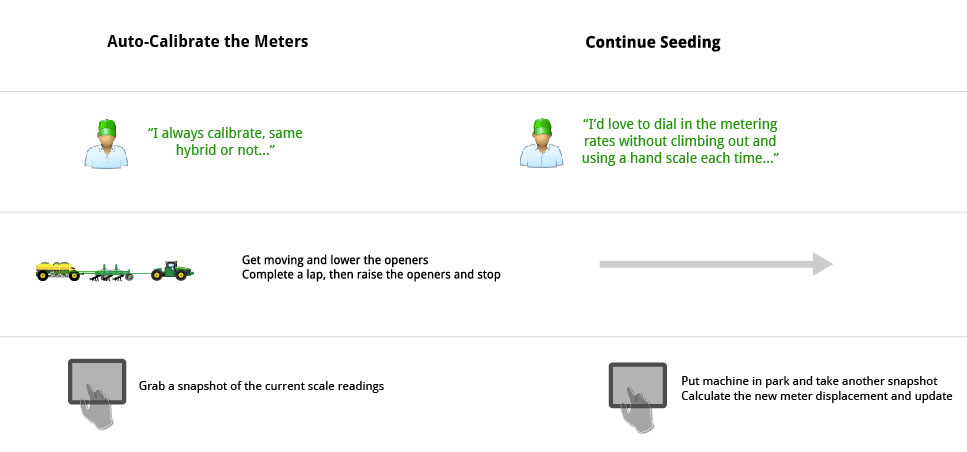 Auto-Calibrate the Meters
Continue Seeding
“I always calibrate, same
hybrid or not...”
“I’d love to dial in the metering
rates without climbing out and
using a hand scale each time...”
Get moving and lower the openers
Complete a lap, then raise the openers and stop
Grab a snapshot of the current scale readings
Put machine in park and take another snapshot
Calculate the new meter displacement and update